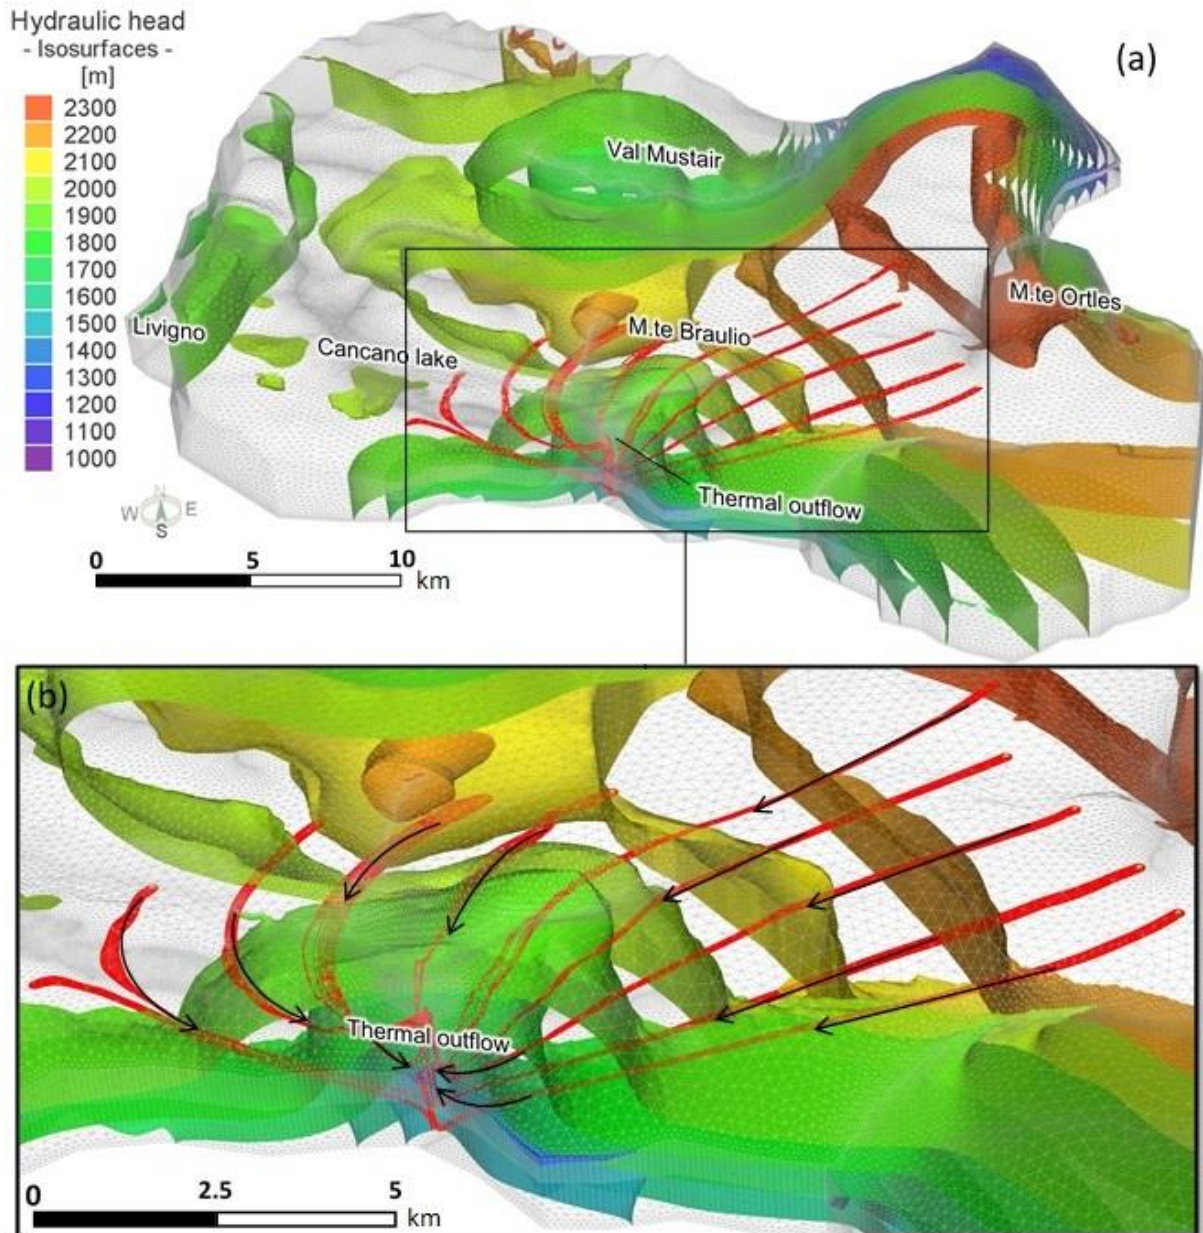 Hydraulic head
- Isosurfaces -
[m]
2300
2200
2100
2000
1900
1800
1700
1600
1500
1400
1300
1200
1100
1000
(a)
Val Mustair
M.te Ortles
Livigno
Cancano lake
M.te Braulio
Thermal outflow
N
W E
S
0 5 10
km
(b)
Thermal outflow
0 2.5 5
km